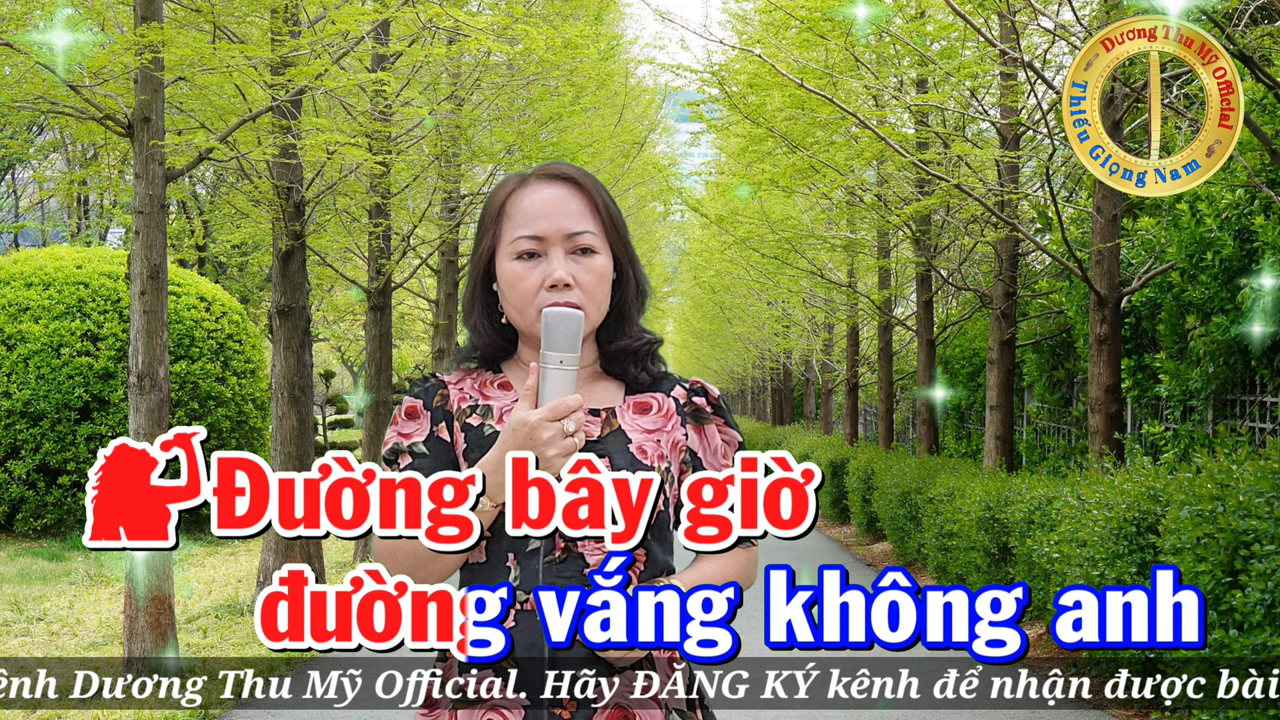 Dương Thu Mỹ Official
Thiếu Giọng Nam
Đường bây giờ
đường vắng không anh
ênh Dương Thu Mỹ Official. Hãy ĐĂNG KÝ kênh để nhận được bài